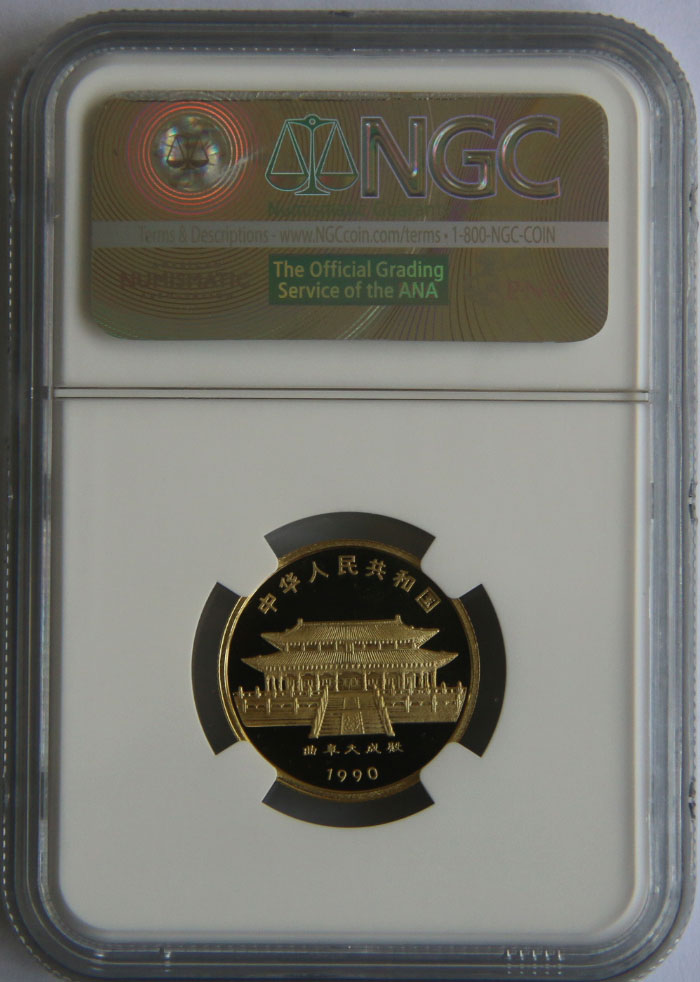 NGC
Terms & Descriptions - www.NGCcoin.com/terms • 1-800-NGC-COIN
NUMISMATIC
The Official Grading
Service of the ANA
中华人民共和国
曲阜大成殿
1990